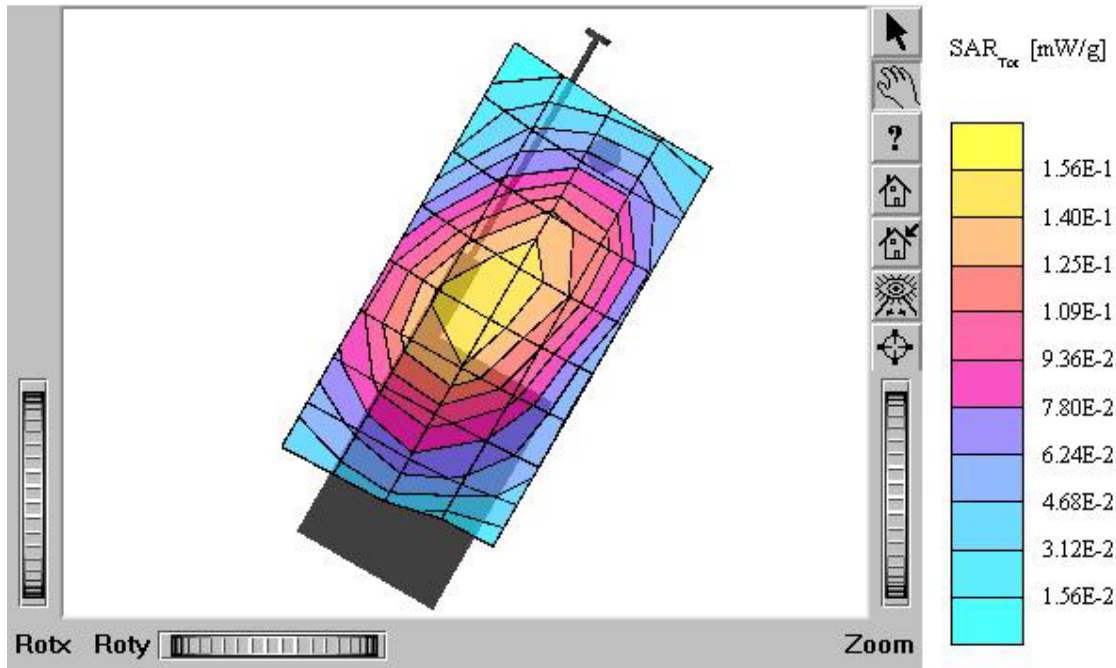 SAR_Tot [mW/g]
?
1.56E-1
1.40E-1
1.25E-1
1.09E-1
9.36E-2
7.80E-2
6.24E-2
4.68E-2
3.12E-2
1.56E-2
Rotx Roty Zoom